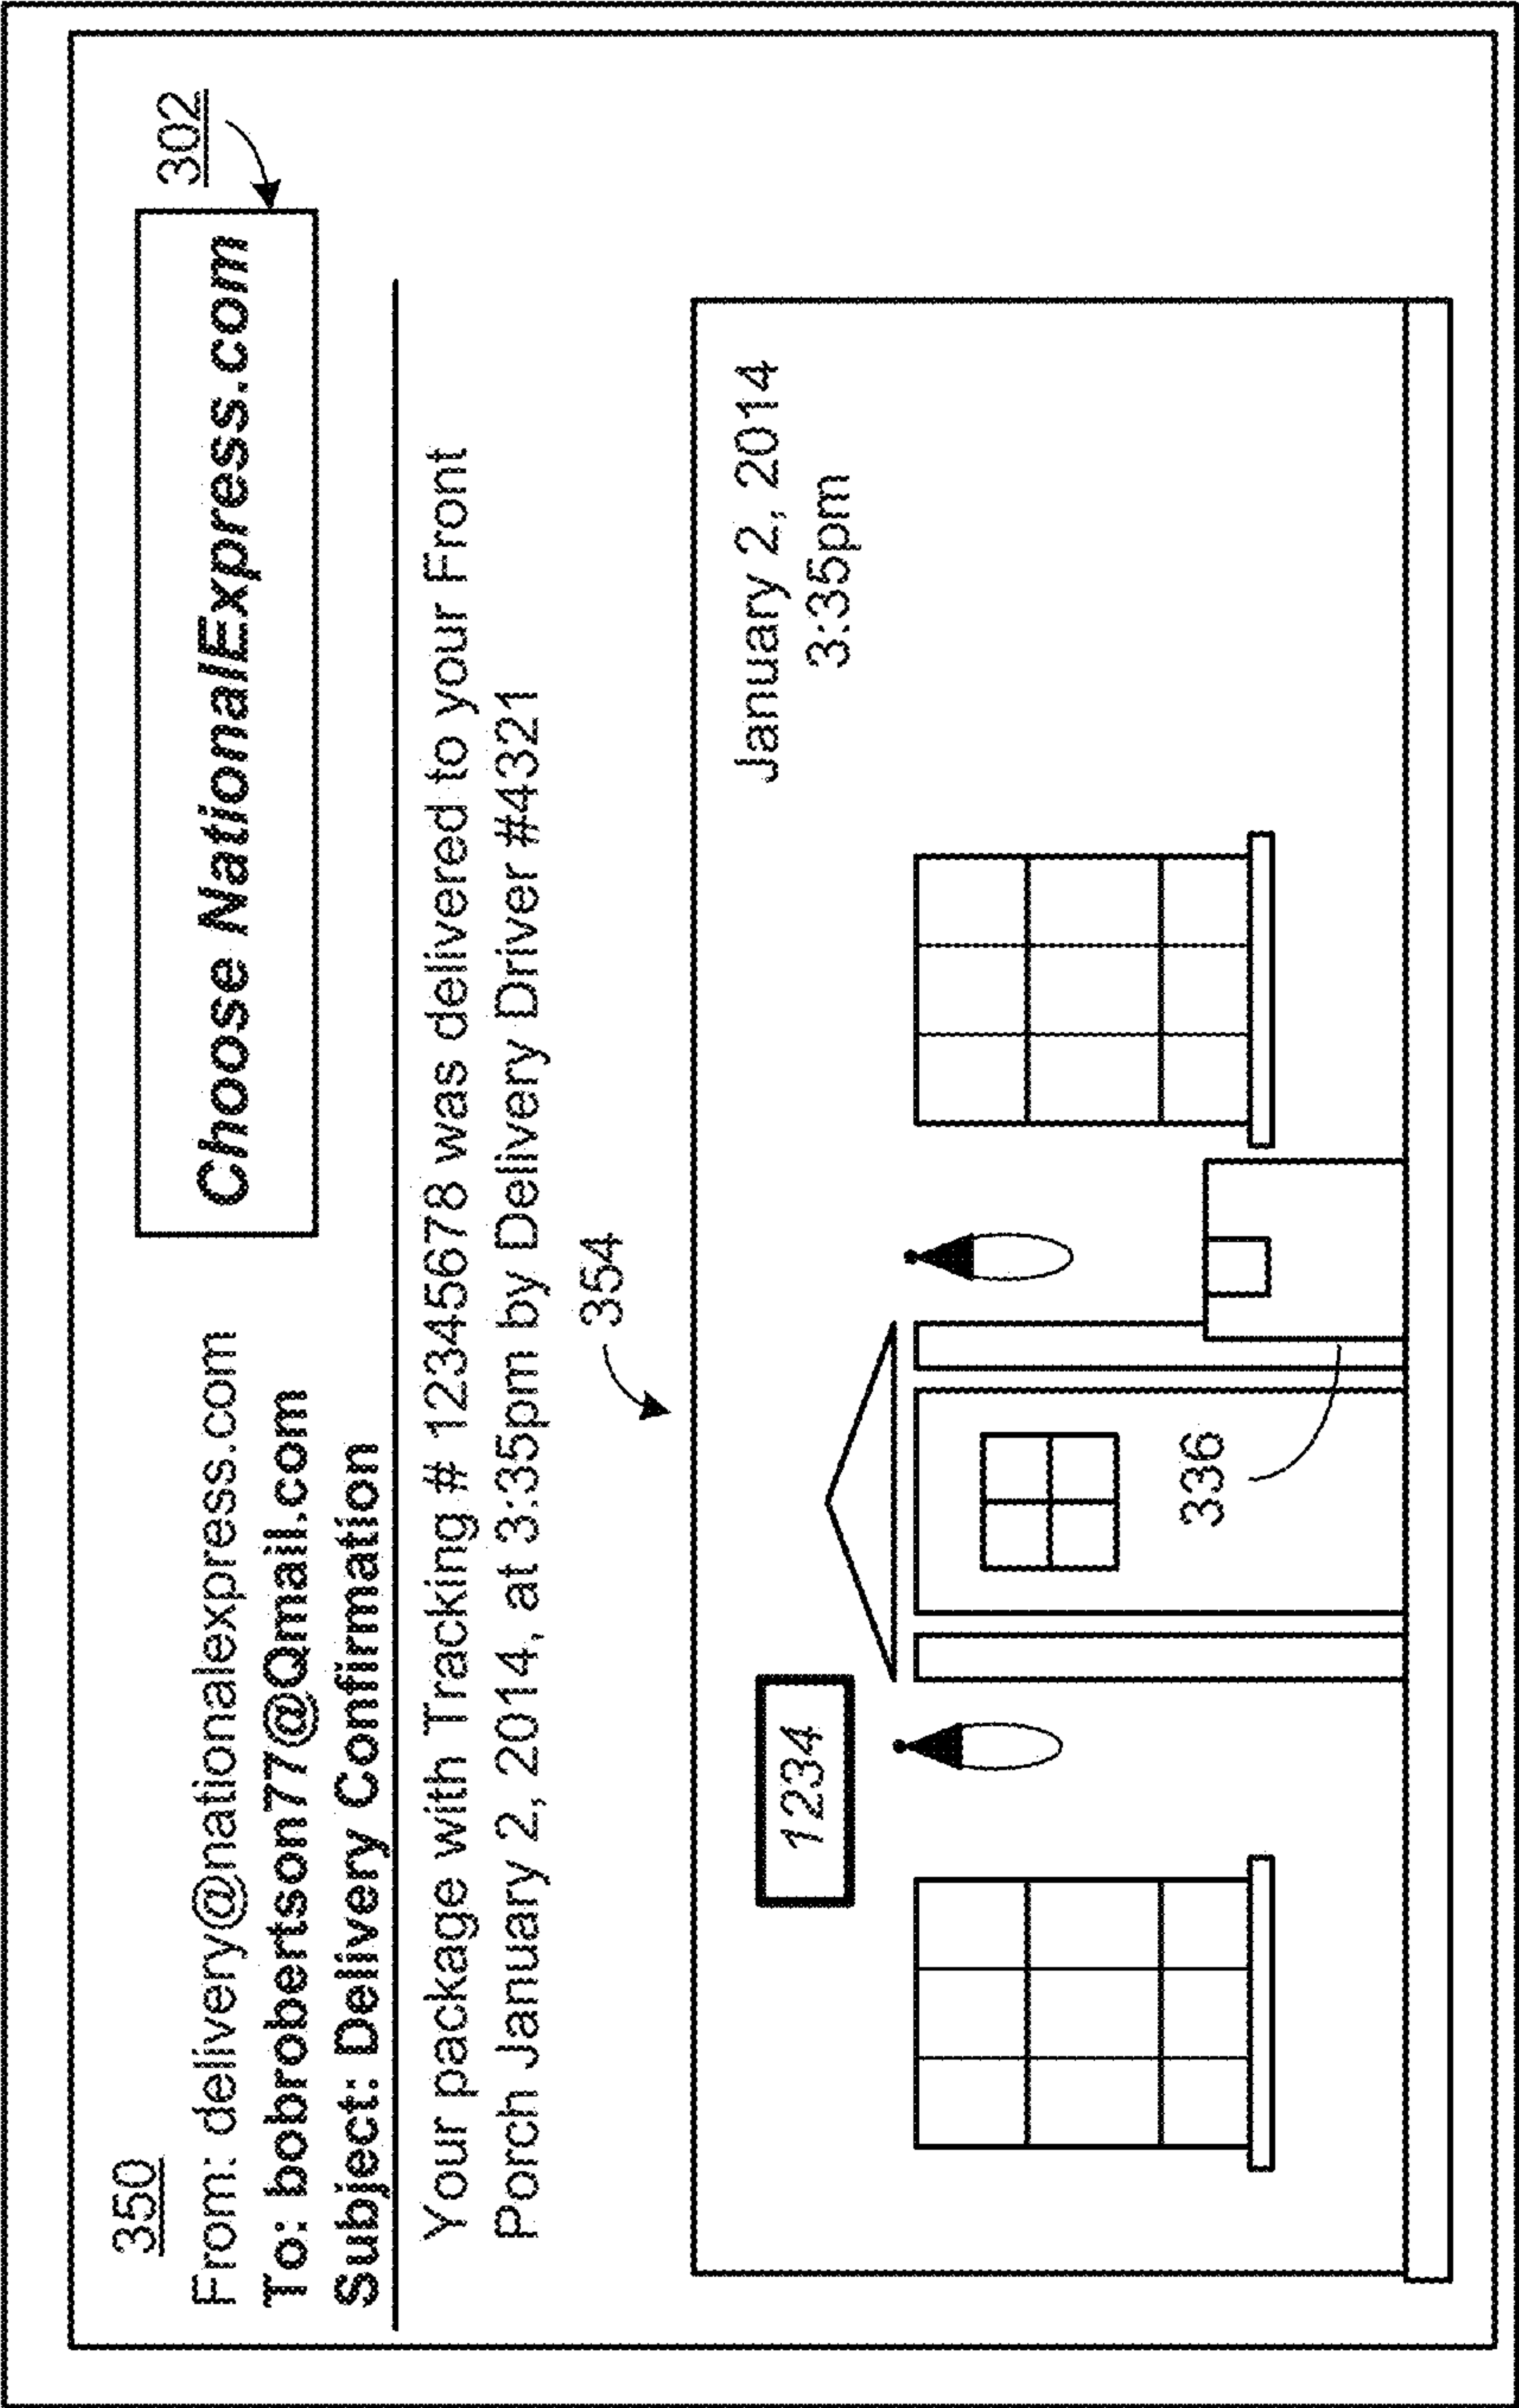 350
302
From: delivery@nationalexpress.com
Choose NationalExpress.com
To: bobrobertson77@Qmail.com
Subject: Delivery Confirmation
Your package with Tracking # 12345678 was delivered to your Front
Porch January 2, 2014, at 3:35pm by Delivery Driver #4321
354
January 2, 2014
3:35pm
1234
336